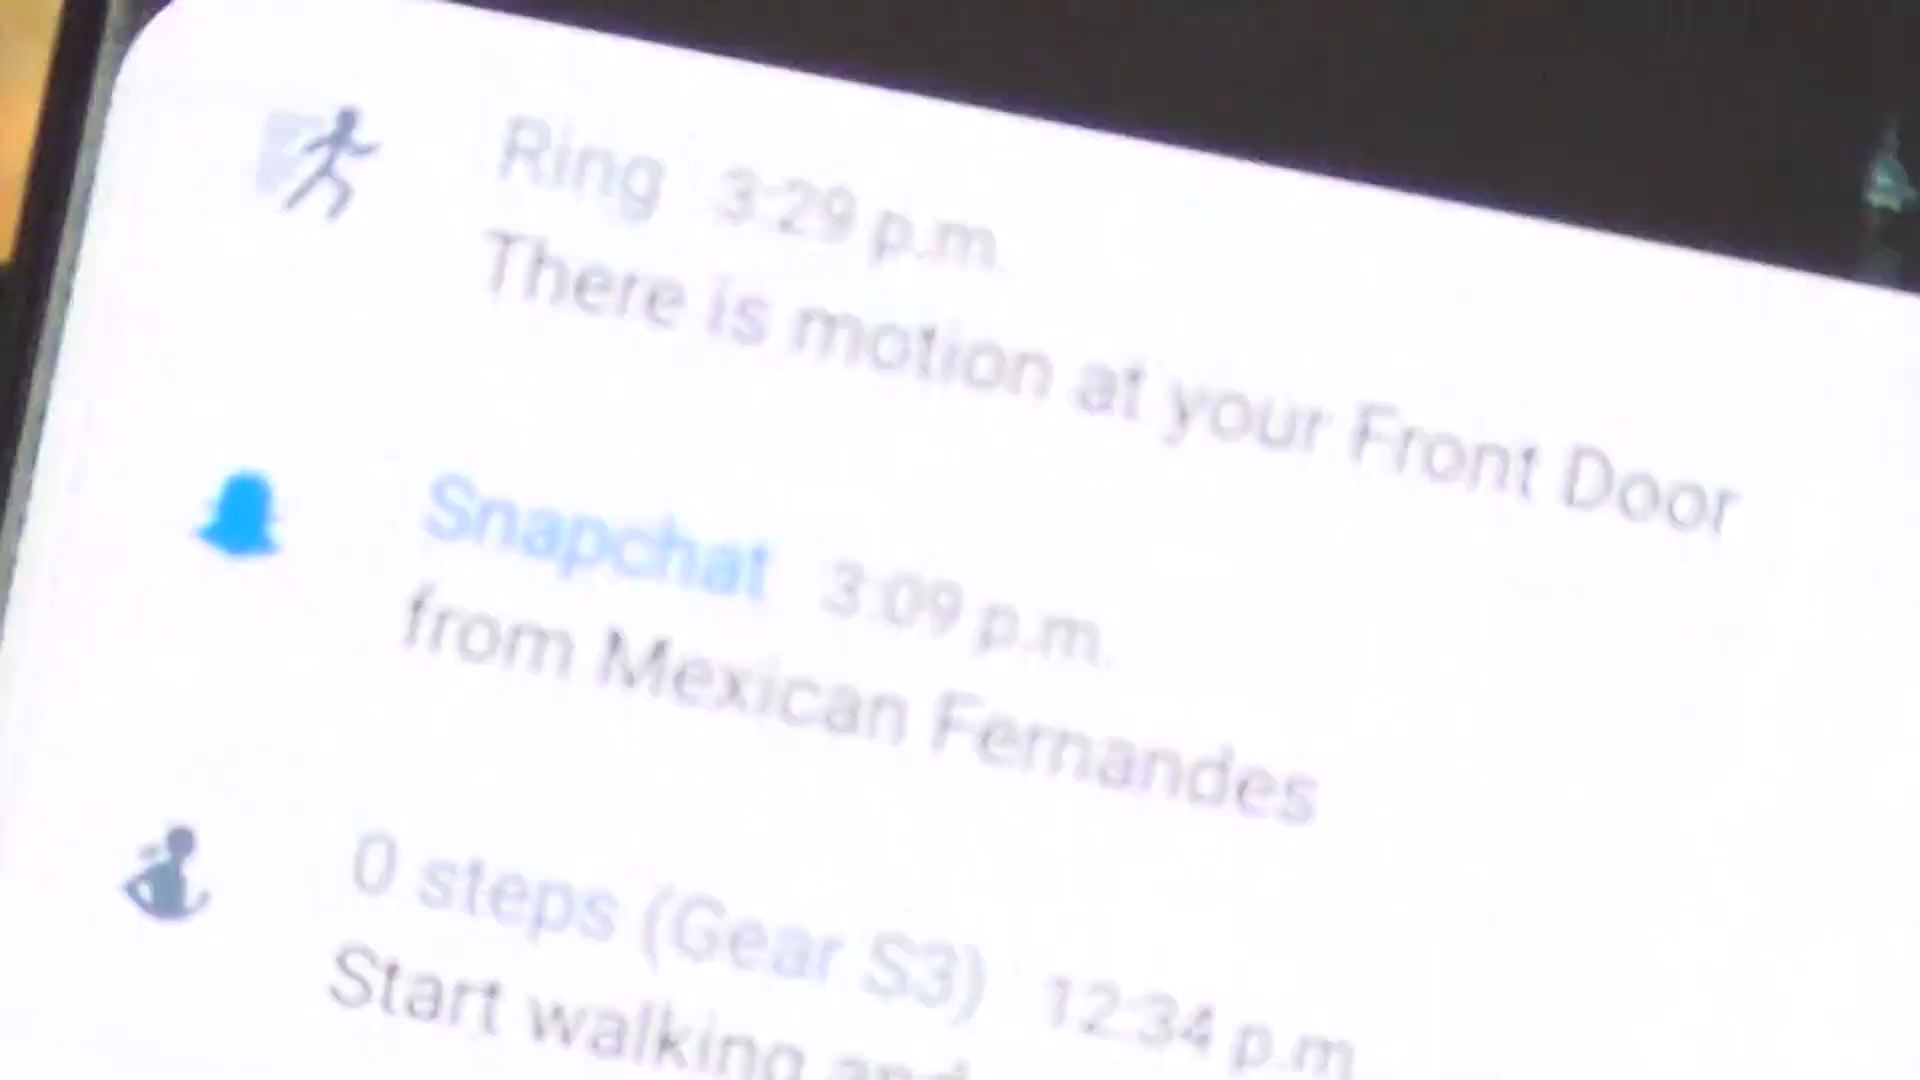 Ring 3:29 p.m.
There is motion at your Front Door
Snapchat 3:09 p.m.
from Mexican Fernandes
0 steps (Gear S3) 12:34 p.m.
Start walking and